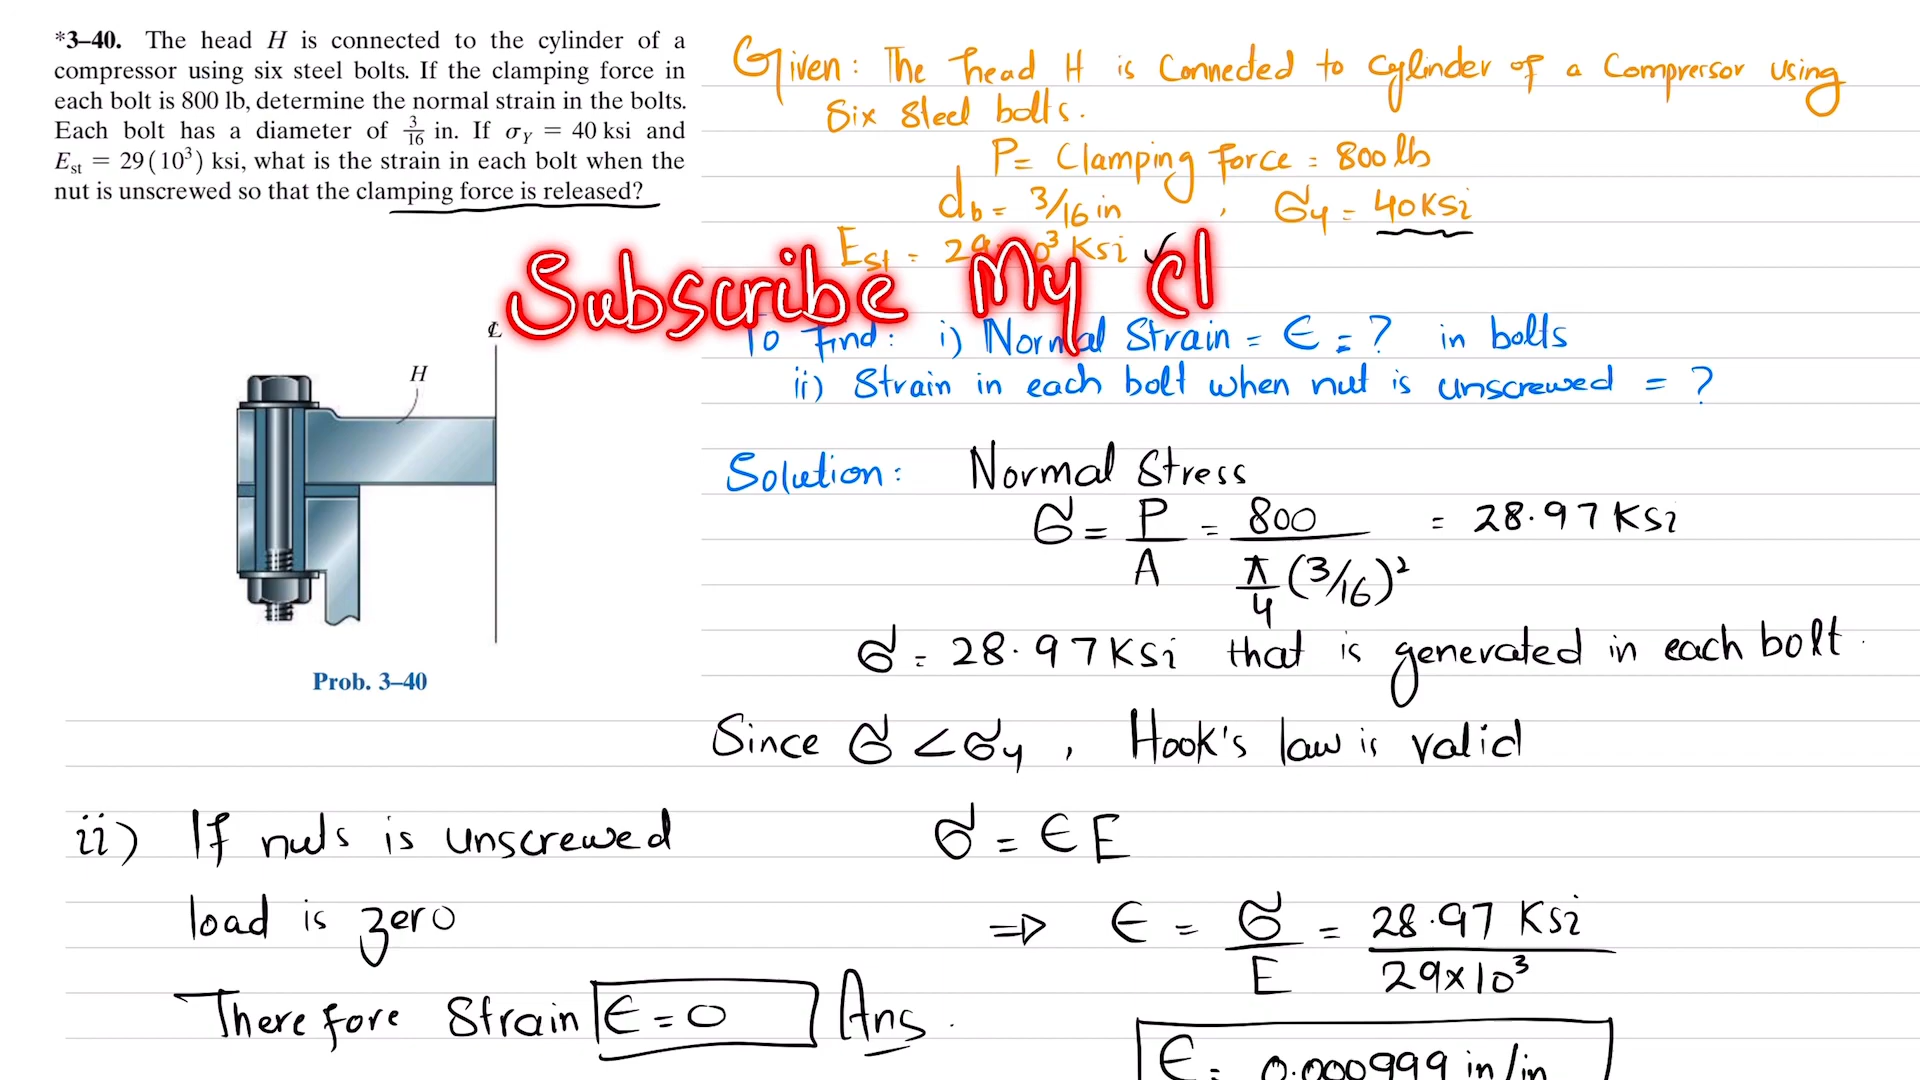 *3–40. The head H is connected to the cylinder of a
compressor using six steel bolts. If the clamping force in
each bolt is 800 lb, determine the normal strain in the bolts.
Each bolt has a diameter of 3/16 in. If σY = 40 ksi and
Est = 29(10³) ksi, what is the strain in each bolt when the
nut is unscrewed so that the clamping force is released?
Given: The head H is Connected to cylinder of a Compressor using
Six Steel bolts.
P = Clamping force = 800 lb
db = 3/16 in , σy = 40 KSi
Est = 29 10³ KSi ✓
Subscribe My
To find: i) Normal Strain = ϵ = ? in bolts
ii) Strain in each bolt when nut is unscrewed = ?
℄
H
Prob. 3–40
Solution: Normal Stress
σ = P/A = 800 / π/4 (3/16)² = 28.97 KSi
σ = 28.97 KSi that is generated in each bolt.
Since σ < σy , Hook's law is valid
σ = ϵ E
⇒ ϵ = σ/E = 28.97 KSi / 29x10³
ϵ = 0.000999 in/in
ii) If nuts is unscrewed
load is zero
Therefore Strain ϵ = 0 Ans.